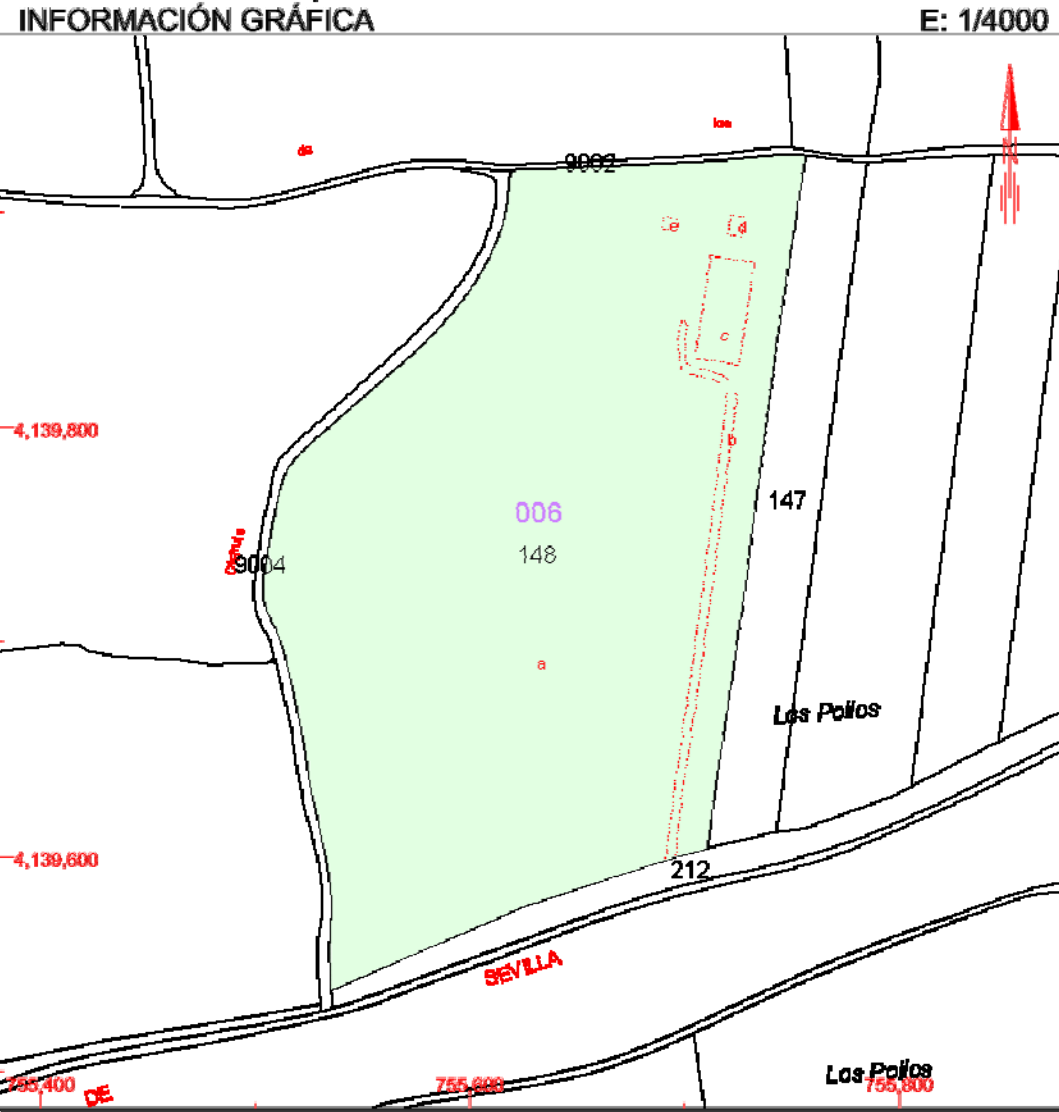 INFORMACIÓN GRÁFICA
E: 1/4000
los
de
9002
N
e
d
c
4,139,800
b
147
006
148
9004
a
Los Pollos
4,139,600
212
SEVILLA
Los Pollos
755,400
755,600
755,800
DE